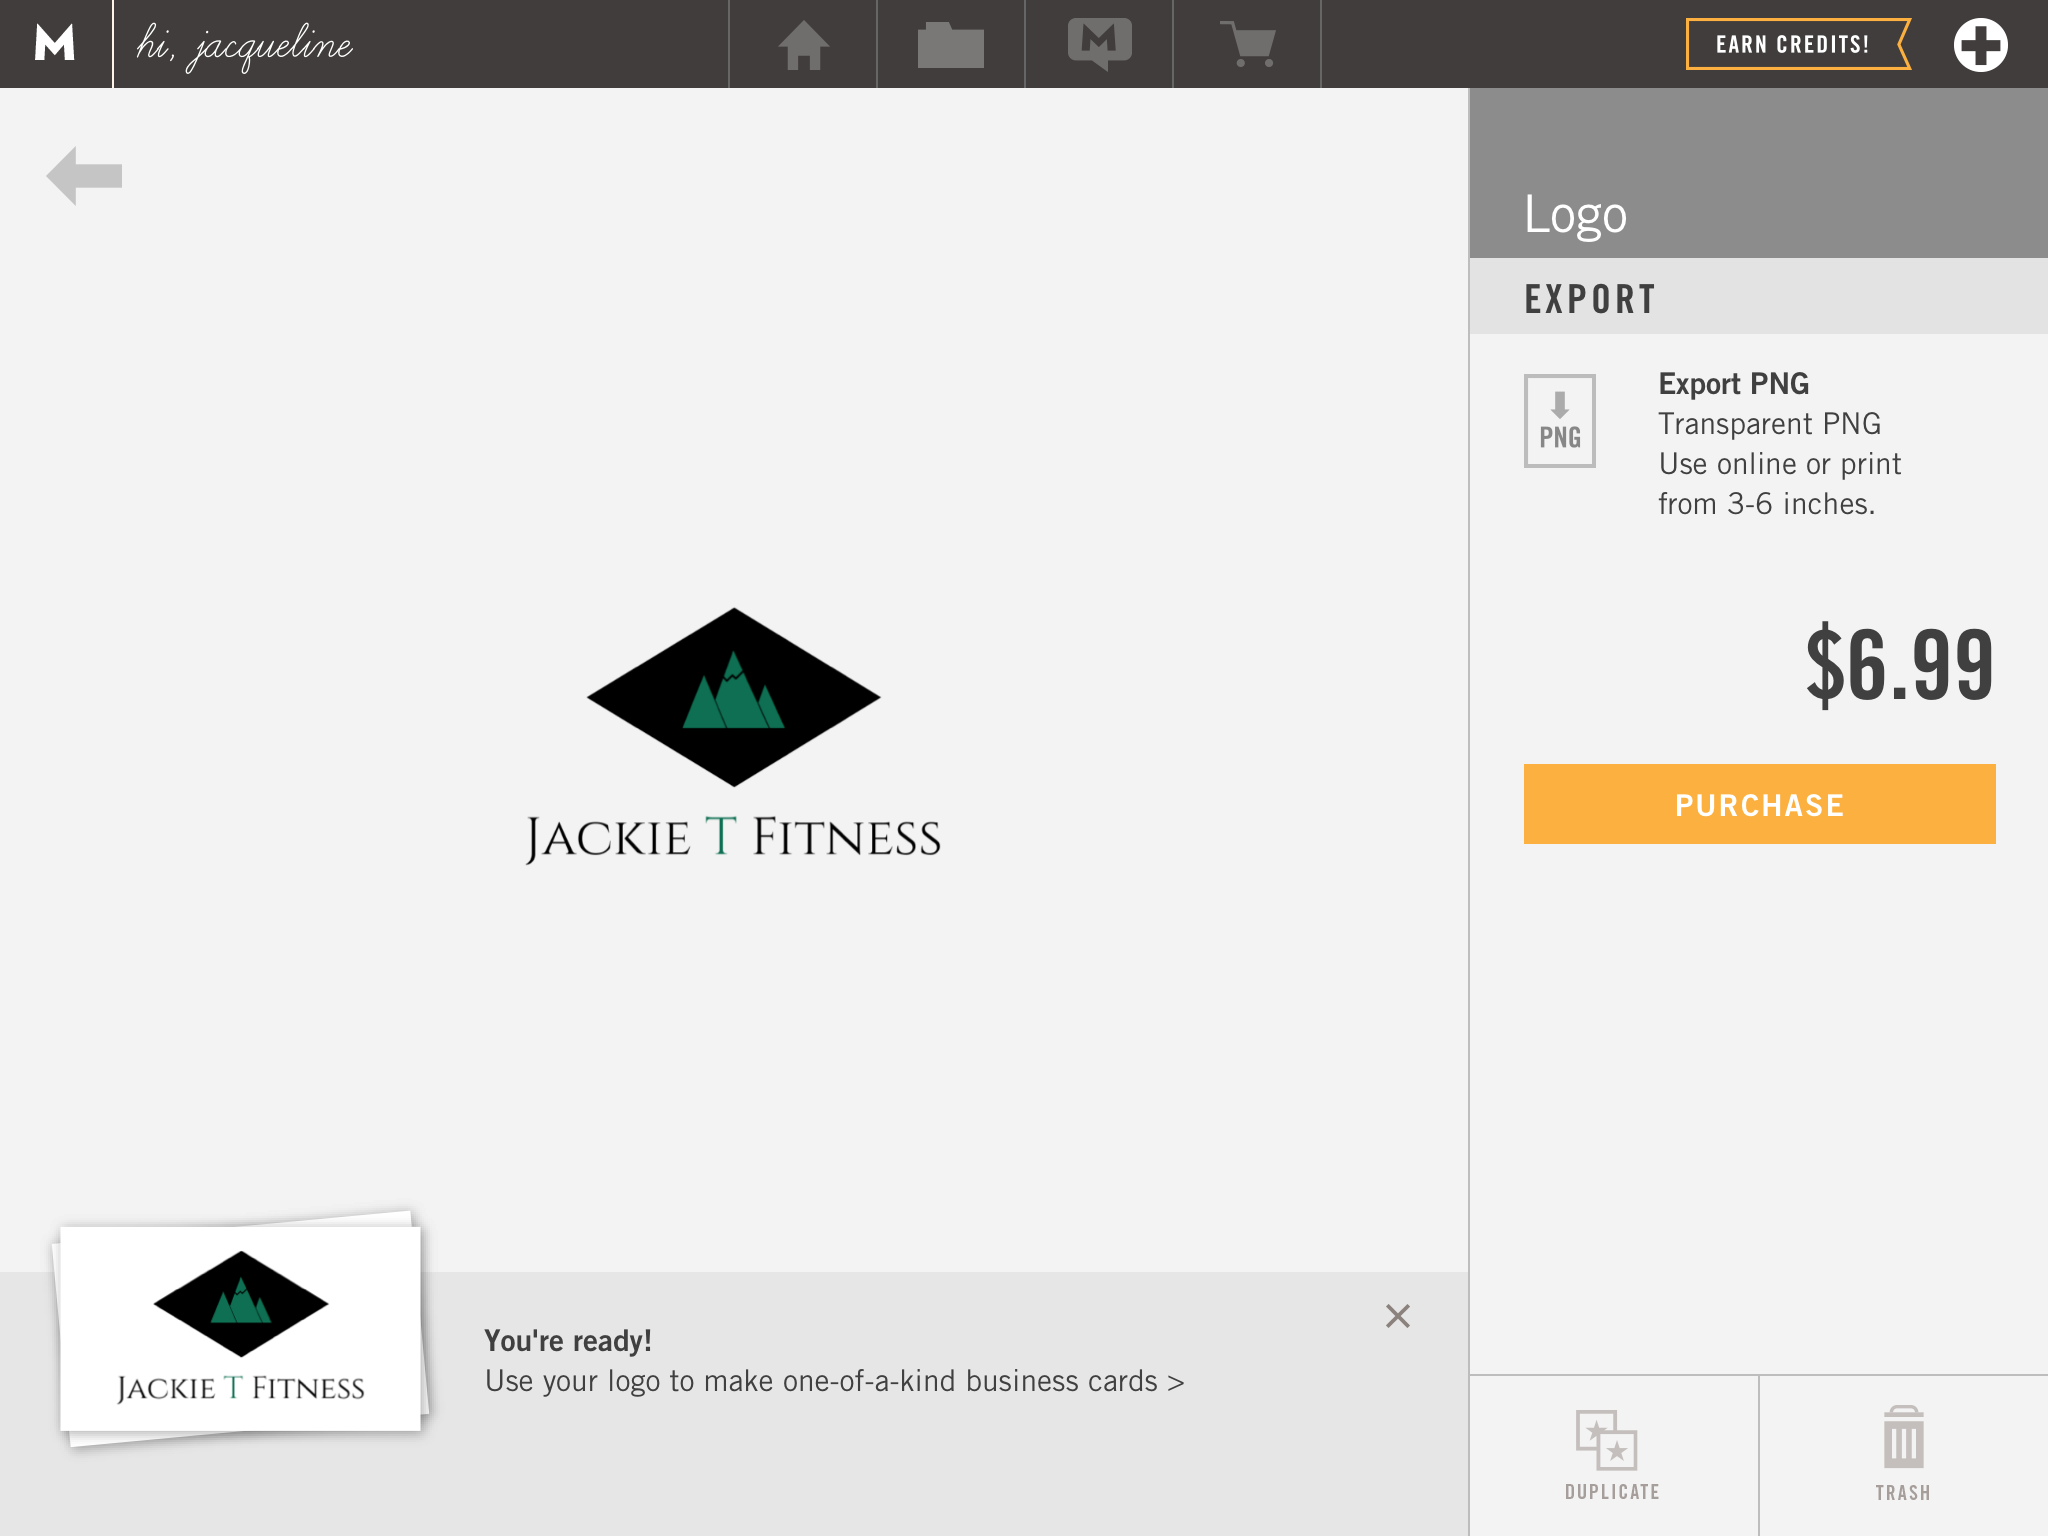 M
hi, jacqueline
M
EARN CREDITS!
Logo
EXPORT
PNG
Export PNG
Transparent PNG
Use online or print
from 3-6 inches.
$6.99
PURCHASE
JACKIE T FITNESS
JACKIE T FITNESS
You're ready!
Use your logo to make one-of-a-kind business cards >
DUPLICATE
TRASH